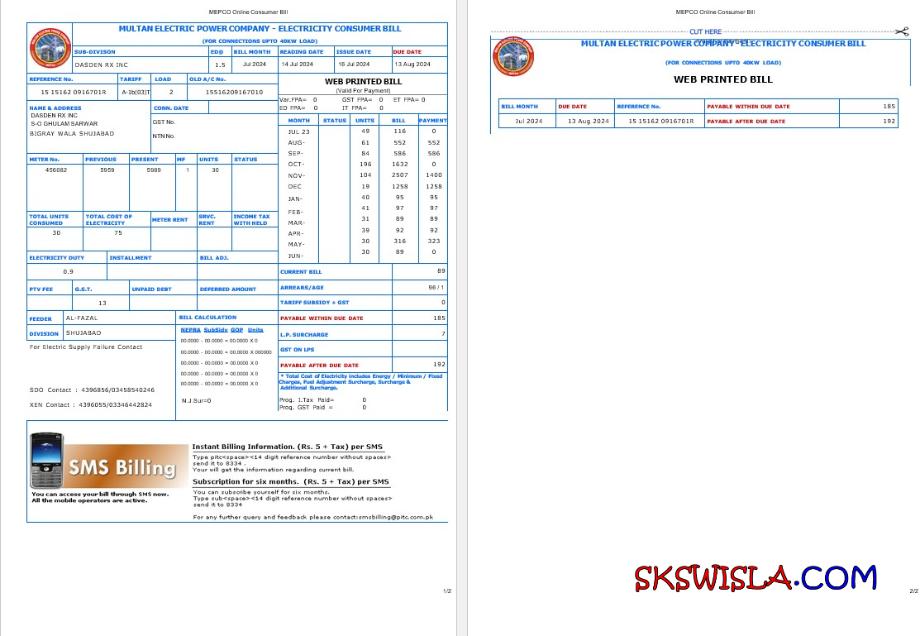 MEPCO Online Consumer Bill
MULTAN ELECTRIC POWER COMPANY - ELECTRICITY CONSUMER BILL
(FOR CONNECTIONS UPTO 40KW LOAD)
SUB-DIVISON ED@ BILL MONTH READING DATE ISSUE DATE DUE DATE
DASDEN RX INC 1.5 Jul 2024 14 Jul 2024 16 Jul 2024 13 Aug 2024
REFERENCE No. TARIFF LOAD OLD A/C No.
15 15162 0916701R A-1b(03)T 2 15516209167010
WEB PRINTED BILL
(Valid For Payment)
Var.FPA= 0 GST FPA= 0 ET FPA= 0
ED FPA= 0 IT FPA= 0
NAME & ADDRESS CONN. DATE
DASDEN RX INC
S-O GHULAM SARWAR
BIGRAY WALA SHUJABAD
GST No.
NTN No.
MONTH STATUS UNITS BILL PAYMENT
JUL 23 49 116 0
AUG- 61 552 552
SEP- 84 586 586
OCT- 196 1632 0
NOV- 104 2507 1400
DEC 19 1258 1258
JAN- 40 95 95
FEB- 41 97 97
MAR- 31 89 89
APR- 33 92 92
MAY- 30 316 323
JUN- 30 89 0
METER No. PREVIOUS PRESENT MF UNITS STATUS
456082 5959 5989 1 30
TOTAL UNITS CONSUMED TOTAL COST OF ELECTRICITY METER RENT SRVC. RENT INCOME TAX WITH HELD
30 75
ELECTRICITY DUTY INSTALLMENT BILL ADJ.
0.9
PTV FEE G.S.T. UNPAID DEBT DEFERRED AMOUNT
13
CURRENT BILL 89
ARREARS/AGE 96 / 1
TARIFF SUBSIDY + GST 0
PAYABLE WITHIN DUE DATE 185
L.P. SURCHARGE 7
GST ON LPS
PAYABLE AFTER DUE DATE 192
* Total Cost of Electricity includes Energy / Minimum / Fixed
Charges, Fuel Adjustment Surcharge, Surcharge &
Additional Surcharge.
Prog. I.Tax Paid= 0
Prog. GST Paid = 0
FEEDER AL-FAZAL
DIVISION SHUJABAD
For Electric Supply Failure Contact
SDO Contact : 4396856/03458540246
XEN Contact : 4396055/03346442824
BILL CALCULATION
NEPRA SubSidy GOP Units
00.0000 - 00.0000 = 00.0000 X 0
00.0000 - 00.0000 = 00.0000 X 000000
00.0000 - 00.0000 = 00.0000 X 0
00.0000 - 00.0000 = 00.0000 X 0
00.0000 - 00.0000 = 00.0000 X 0
N.J Sur=0
SMS Billing
You can access your bill through SMS now.
All the mobile operators are active.
Instant Billing Information. (Rs. 5 + Tax) per SMS
Type pitc<space><14 digit reference number without spaces>
send it to 8334 .
Your will get the information regarding current bill.
Subscription for six months. (Rs. 5 + Tax) per SMS
You can subscribe yourself for six months.
Type sub<space><14 digit reference number without spaces>
send it to 8334
For any further query and feedback please contact:smsbilling@pitc.com.pk
1/2
MEPCO Online Consumer Bill
CUT HERE
MULTAN ELECTRIC POWER COMPANY - ELECTRICITY CONSUMER BILL
(FOR CONNECTIONS UPTO 40KW LOAD)
WEB PRINTED BILL
BILL MONTH DUE DATE REFERENCE No. PAYABLE WITHIN DUE DATE 185
Jul 2024 13 Aug 2024 15 15162 0916701R PAYABLE AFTER DUE DATE 192
SKSWISLA.COM
2/2